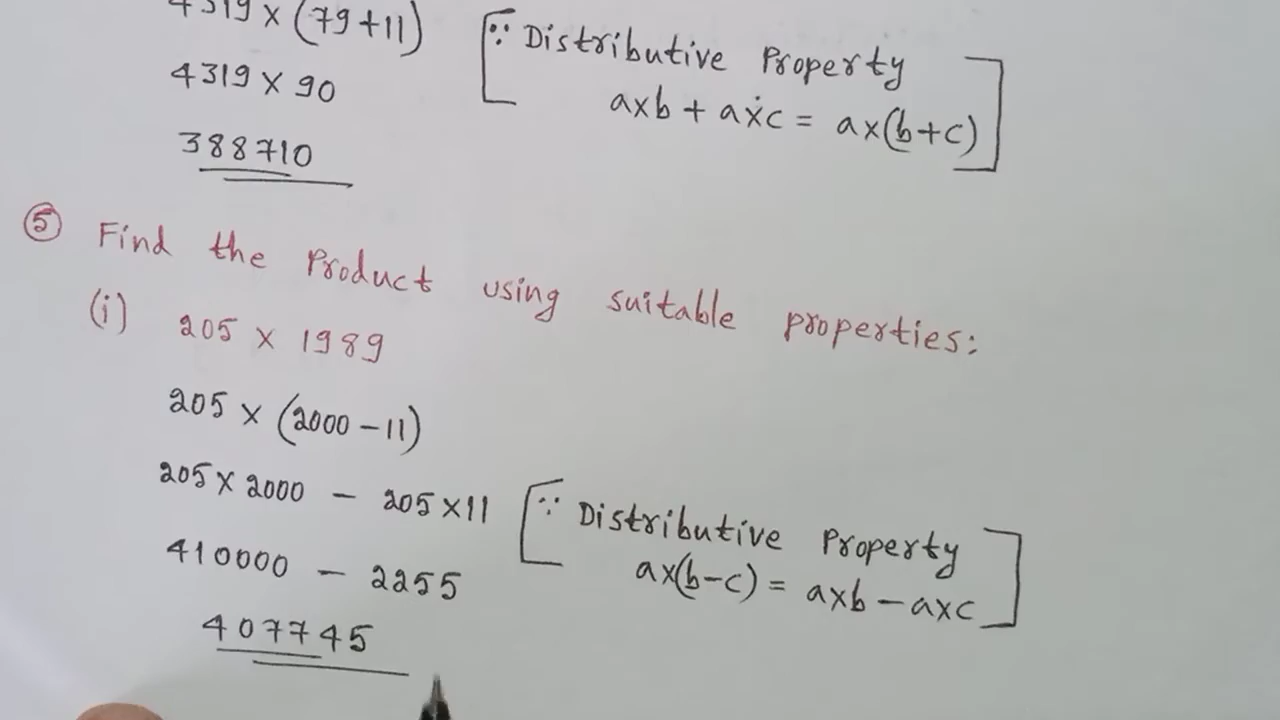 4319 × (79+11) [∵ Distributive Property
4319 × 90 a×b + a×c = a×(b+c)]
388710
⑤ Find the Product using suitable properties:
(i) 205 × 1989
205 × (2000 – 11)
205 × 2000 – 205 × 11 [∵ Distributive Property
410000 – 2255 a×(b–c) = a×b – a×c]
407745